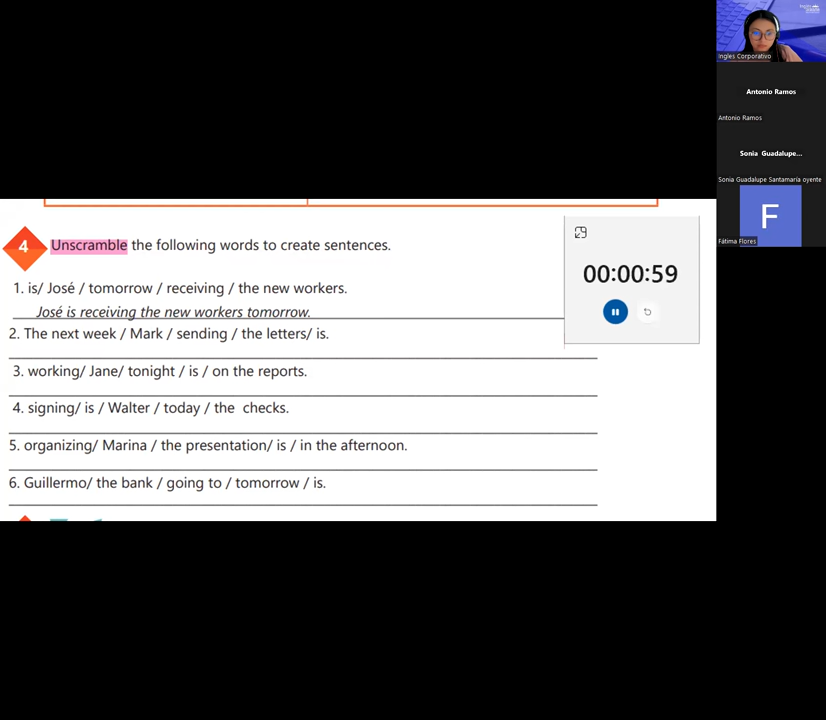 Ingles Corporativo
Antonio Ramos
Antonio Ramos
Sonia Guadalupe...
Sonia Guadalupe Santamaría oyente
F
Fátima Flores
4 Unscramble the following words to create sentences.
00:00:59
1. is/ José / tomorrow / receiving / the new workers.
José is receiving the new workers tomorrow.
2. The next week / Mark / sending / the letters/ is.
3. working/ Jane/ tonight / is / on the reports.
4. signing/ is / Walter / today / the checks.
5. organizing/ Marina / the presentation/ is / in the afternoon.
6. Guillermo/ the bank / going to / tomorrow / is.